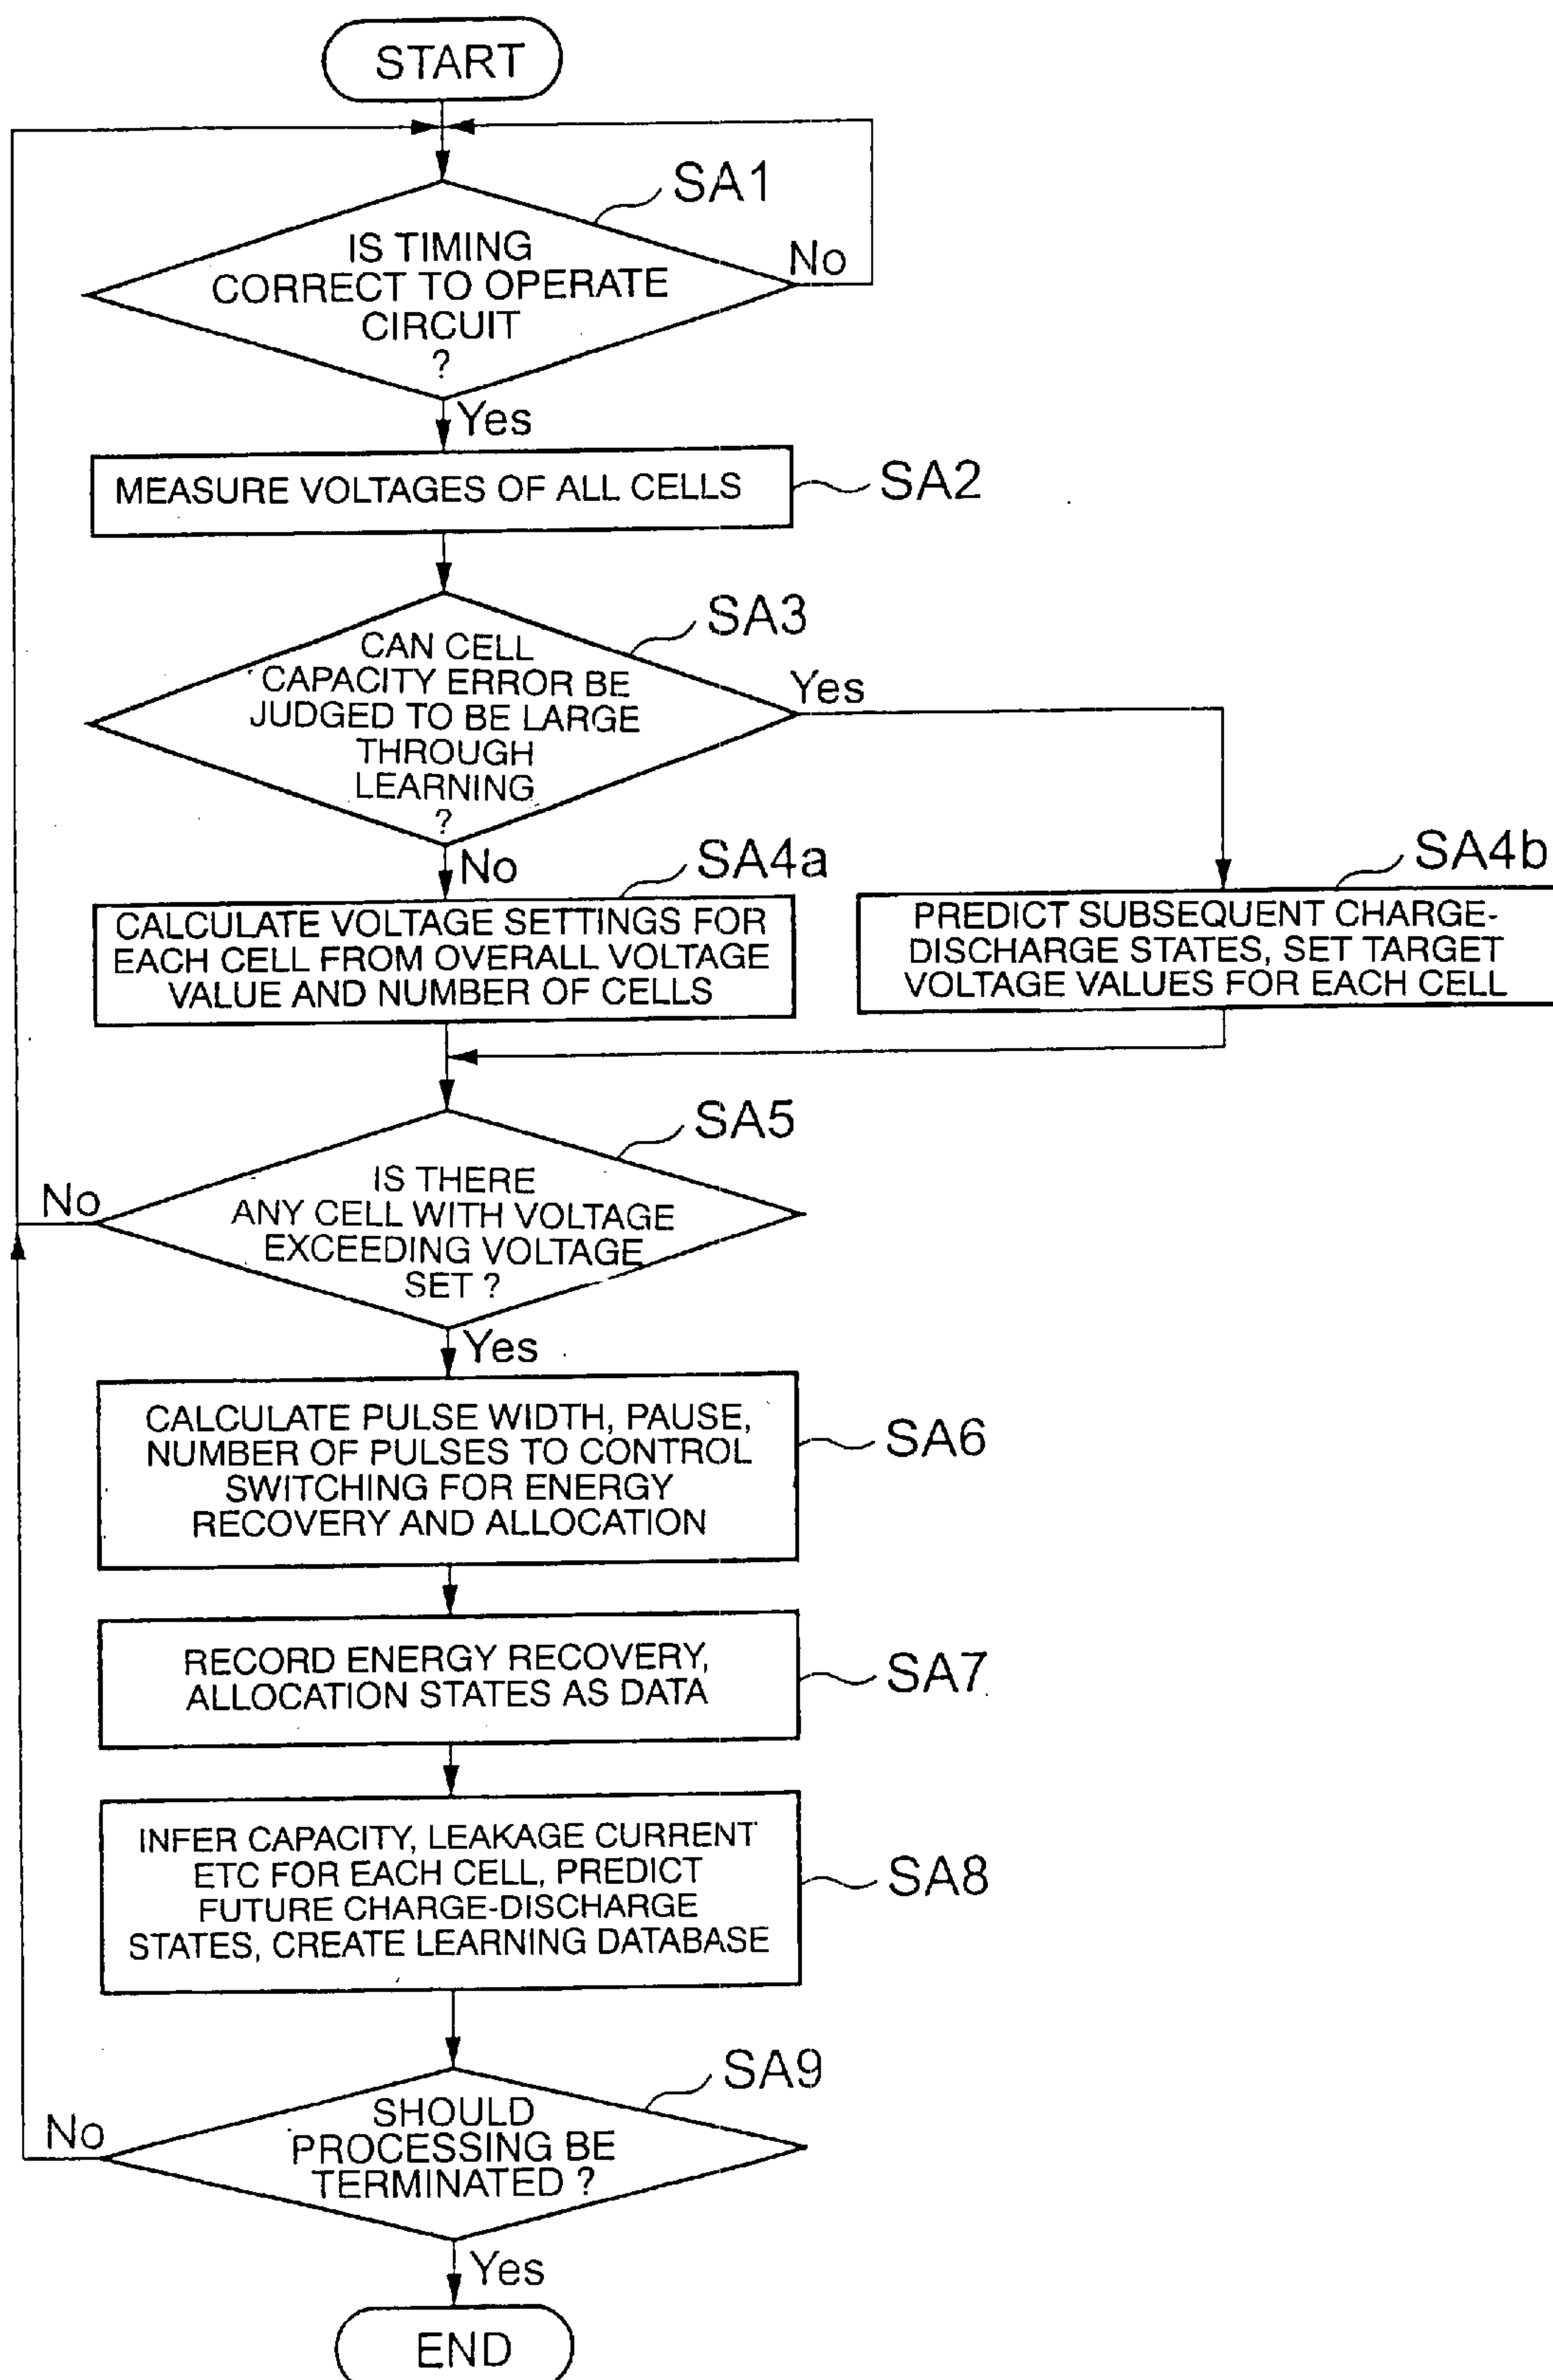 START
SA1
IS TIMING
CORRECT TO OPERATE
CIRCUIT
?
No
Yes
MEASURE VOLTAGES OF ALL CELLS
SA2
SA3
CAN CELL
CAPACITY ERROR BE
JUDGED TO BE LARGE
THROUGH
LEARNING
?
Yes
No
SA4a
SA4b
CALCULATE VOLTAGE SETTINGS FOR
EACH CELL FROM OVERALL VOLTAGE
VALUE AND NUMBER OF CELLS
PREDICT SUBSEQUENT CHARGE-
DISCHARGE STATES, SET TARGET
VOLTAGE VALUES FOR EACH CELL
SA5
IS THERE
ANY CELL WITH VOLTAGE
EXCEEDING VOLTAGE
SET ?
No
Yes
CALCULATE PULSE WIDTH, PAUSE,
NUMBER OF PULSES TO CONTROL
SWITCHING FOR ENERGY
RECOVERY AND ALLOCATION
SA6
RECORD ENERGY RECOVERY,
ALLOCATION STATES AS DATA
SA7
INFER CAPACITY, LEAKAGE CURRENT
ETC FOR EACH CELL, PREDICT
FUTURE CHARGE-DISCHARGE
STATES, CREATE LEARNING DATABASE
SA8
SA9
SHOULD
PROCESSING BE
TERMINATED ?
No
Yes
END